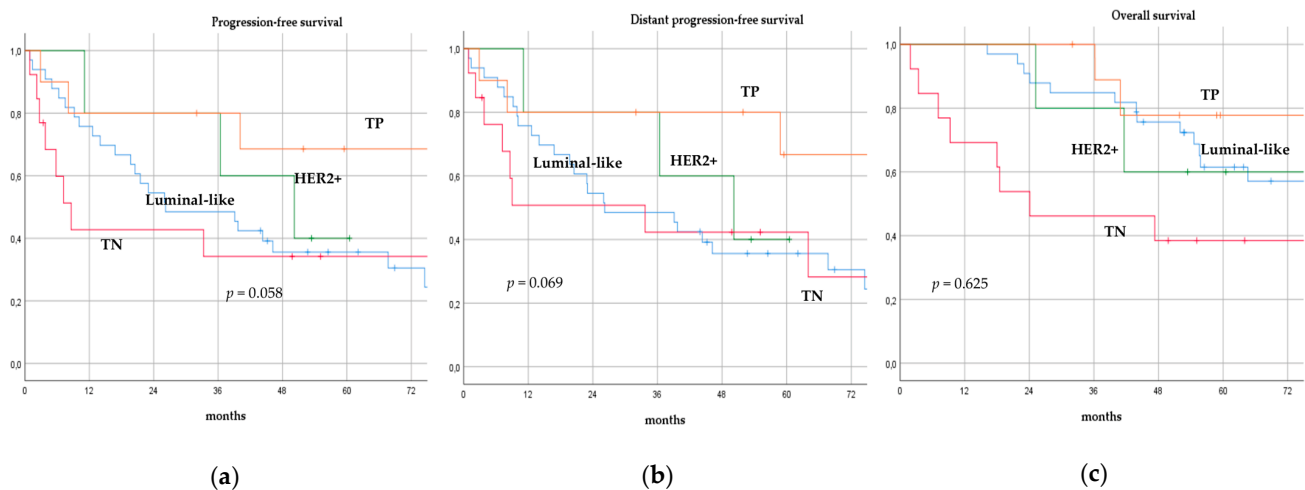 Progression-free survival
1,0
0,8
0,6
0,4
0,2
0,0
TP
HER2+
Luminal-like
TN
p = 0.058
0 12 24 36 48 60 72
months
(a)
Distant progression-free survival
1,0
0,8
0,6
0,4
0,2
0,0
TP
Luminal-like
HER2+
p = 0.069
TN
0 12 24 36 48 60 72
months
(b)
Overall survival
1,0
0,8
0,6
0,4
0,2
0,0
TP
HER2+
Luminal-like
TN
p = 0.625
0 12 24 36 48 60 72
months
(c)